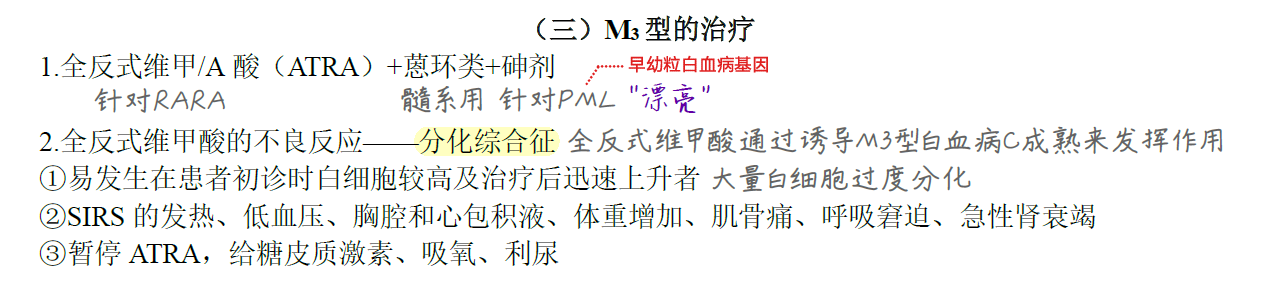 （三）M₃型的治疗
1.全反式维甲/A 酸（ATRA）+蒽环类+砷剂 早幼粒白血病基因
针对RARA 髓系用 针对PML "漂亮"
2.全反式维甲酸的不良反应——分化综合征 全反式维甲酸通过诱导M3型白血病C成熟来发挥作用
①易发生在患者初诊时白细胞较高及治疗后迅速上升者 大量白细胞过度分化
②SIRS 的发热、低血压、胸腔和心包积液、体重增加、肌骨痛、呼吸窘迫、急性肾衰竭
③暂停 ATRA，给糖皮质激素、吸氧、利尿